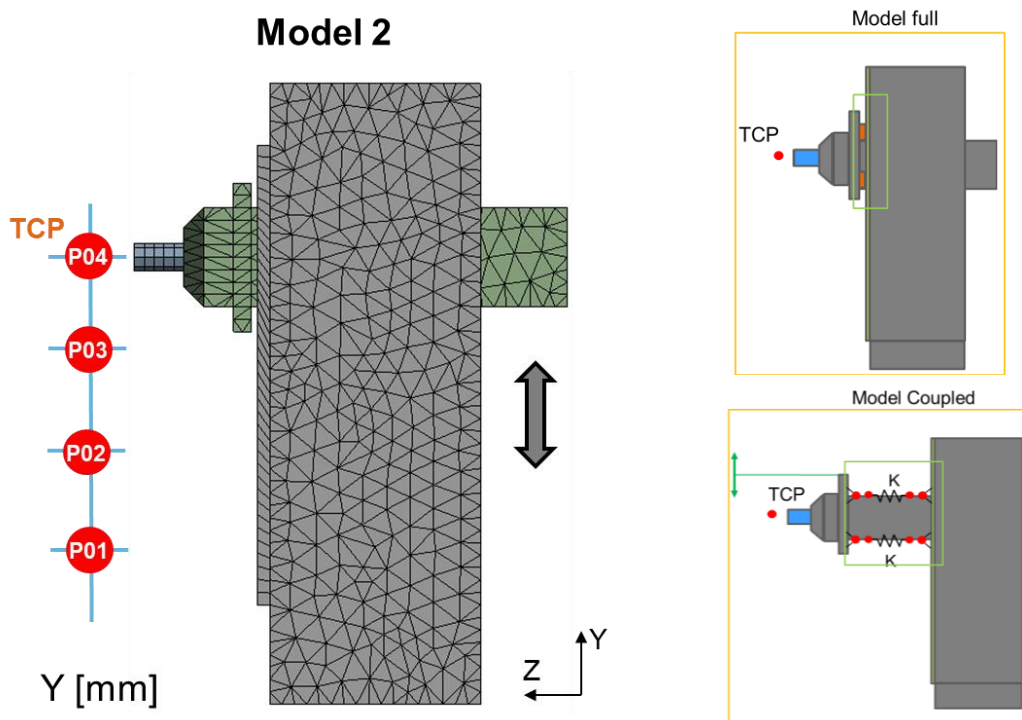 Model 2
TCP
P04
P03
P02
P01
Y [mm]
Y
Z
Model full
TCP
Model Coupled
K
TCP
K